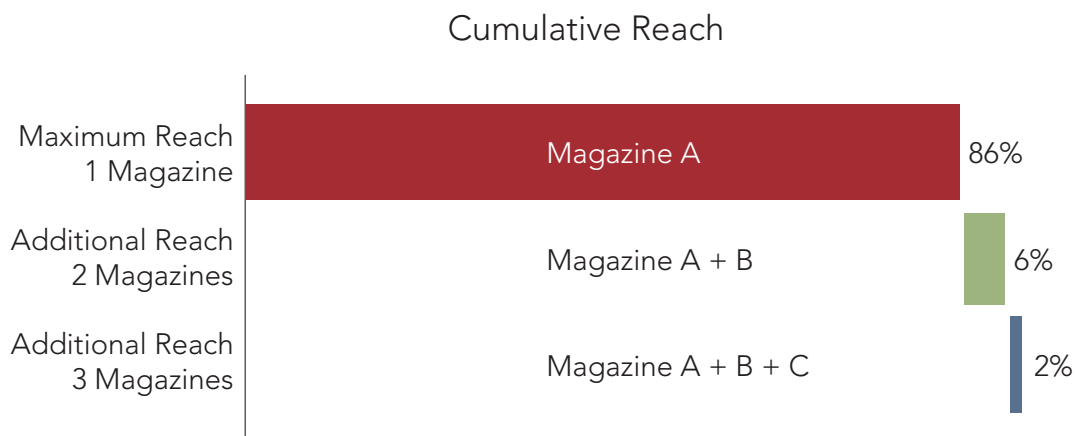 Cumulative Reach
Maximum Reach
1 Magazine
Magazine A
86%
Additional Reach
2 Magazines
Magazine A + B
6%
Additional Reach
3 Magazines
Magazine A + B + C
2%